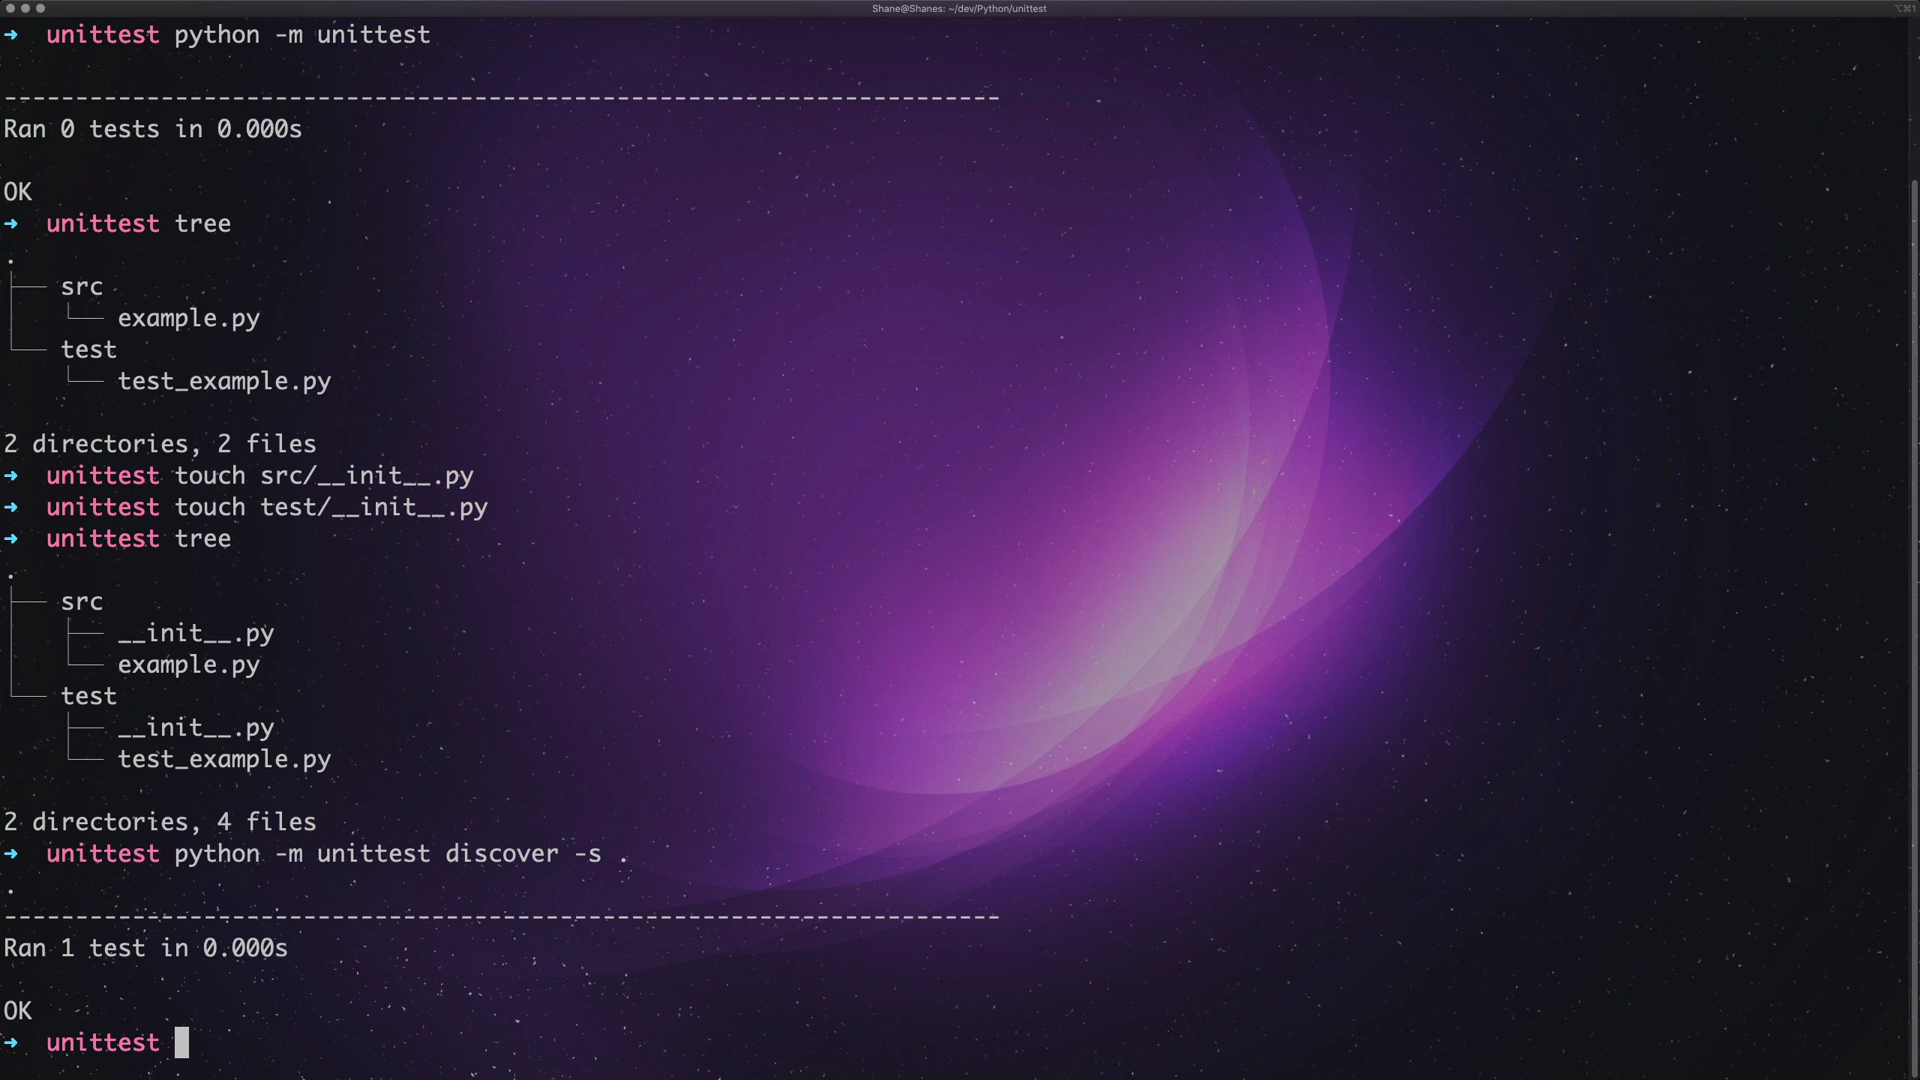 Shane@Shanes: ~/dev/Python/unittest
⌥⌘1
➜ unittest python -m unittest
----------------------------------------------------------------------
Ran 0 tests in 0.000s
OK
➜ unittest tree
.
├── src
│   └── example.py
└── test
    └── test_example.py
2 directories, 2 files
➜ unittest touch src/__init__.py
➜ unittest touch test/__init__.py
➜ unittest tree
.
├── src
│   ├── __init__.py
│   └── example.py
└── test
    ├── __init__.py
    └── test_example.py
2 directories, 4 files
➜ unittest python -m unittest discover -s .
.
----------------------------------------------------------------------
Ran 1 test in 0.000s
OK
➜ unittest